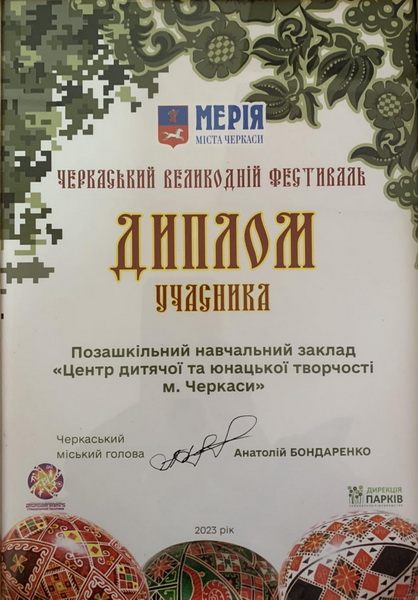 МЕРІЯ
МІСТА ЧЕРКАСИ
ЧЕРКАСЬКИЙ ВЕЛИКОДНІЙ ФЕСТИВАЛЬ
ДИПЛОМ
УЧАСНИКА
Позашкільний навчальний заклад
«Центр дитячої та юнацької творчості
м. Черкаси»
Черкаський
міський голова
Анатолій БОНДАРЕНКО
ДИРЕКЦІЯ
ПАРКІВ
2023 рік